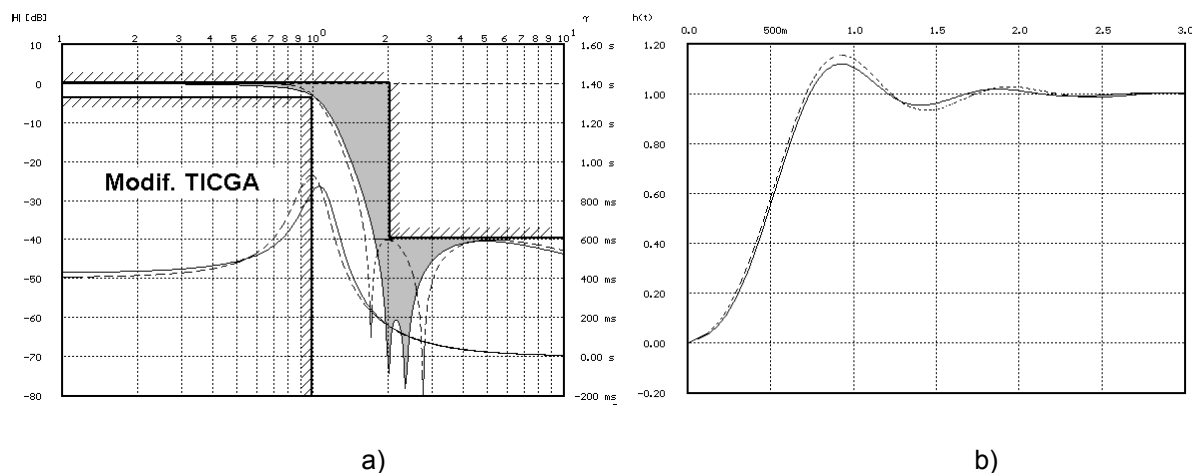 |H| [dB]
γ
1 2 3 4 5 6 7 8 9 10⁰ 2 3 4 5 6 7 8 9 10¹
10 1.60 s
0 1.40 s
-10 1.20 s
-20 1.00 s
-30 800 ms
-40 600 ms
-50 400 ms
-60 200 ms
-70 0.00 s
-80 -200 ms
Modif. TICGA
a)
h(t)
0.0 500m 1.0 1.5 2.0 2.5 3.0
1.20
1.00
0.80
0.60
0.40
0.20
0.00
-0.20
b)